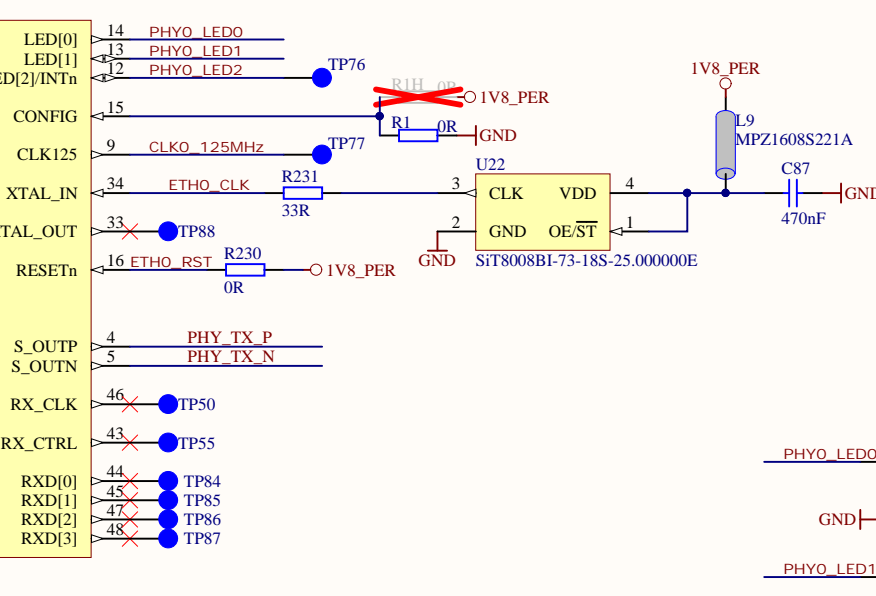 LED[0] 14 PHY0_LED0
LED[1] 13 PHY0_LED1
ED[2]/INTn 12 PHY0_LED2 TP76
R1H 0R 1V8_PER
CONFIG 15
R1 0R GND
CLK125 9 CLK0_125MHz TP77
XTAL_IN 34 ETH0_CLK R231
33R
TAL_OUT 33 TP88
RESETn 16 ETH0_RST R230
0R
1V8_PER
U22
3 CLK VDD 4
2 GND OE/ST 1
GND
SiT8008BI-73-18S-25.000000E
1V8_PER
L9
MPZ1608S221A
C87
470nF
GND
S_OUTP 4 PHY_TX_P
S_OUTN 5 PHY_TX_N
RX_CLK 46 TP50
RX_CTRL 43 TP55
RXD[0] 44 TP84
RXD[1] 45 TP85
RXD[2] 47 TP86
RXD[3] 48 TP87
PHY0_LED0
GND
PHY0_LED1